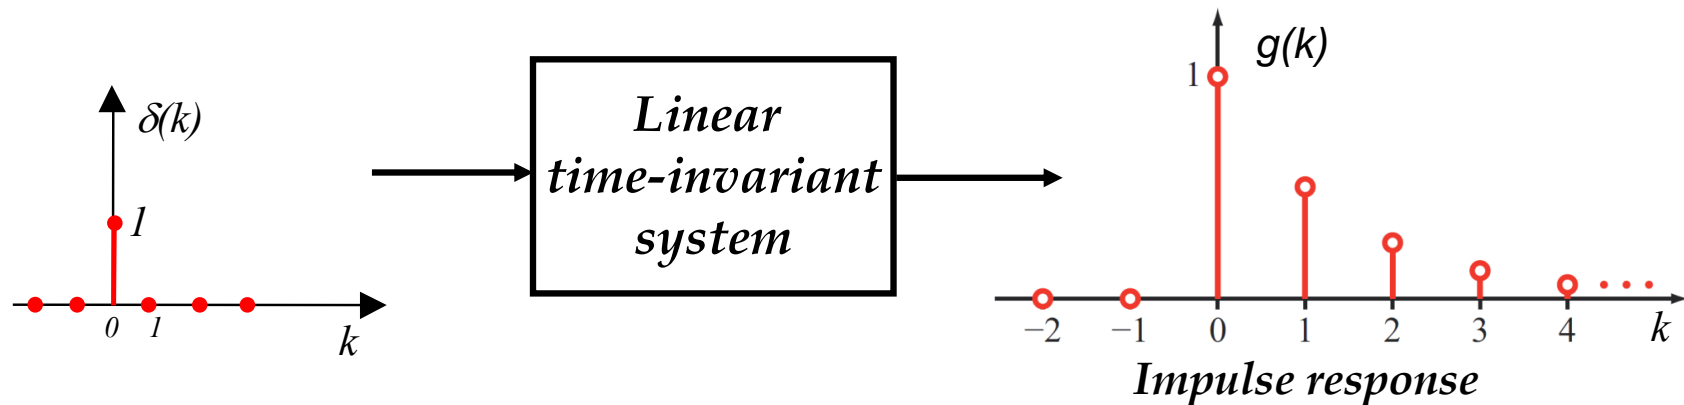 δ(k)
1
0 1
k
Linear
time-invariant
system
g(k)
1
−2 −1 0 1 2 3 4
k
Impulse response